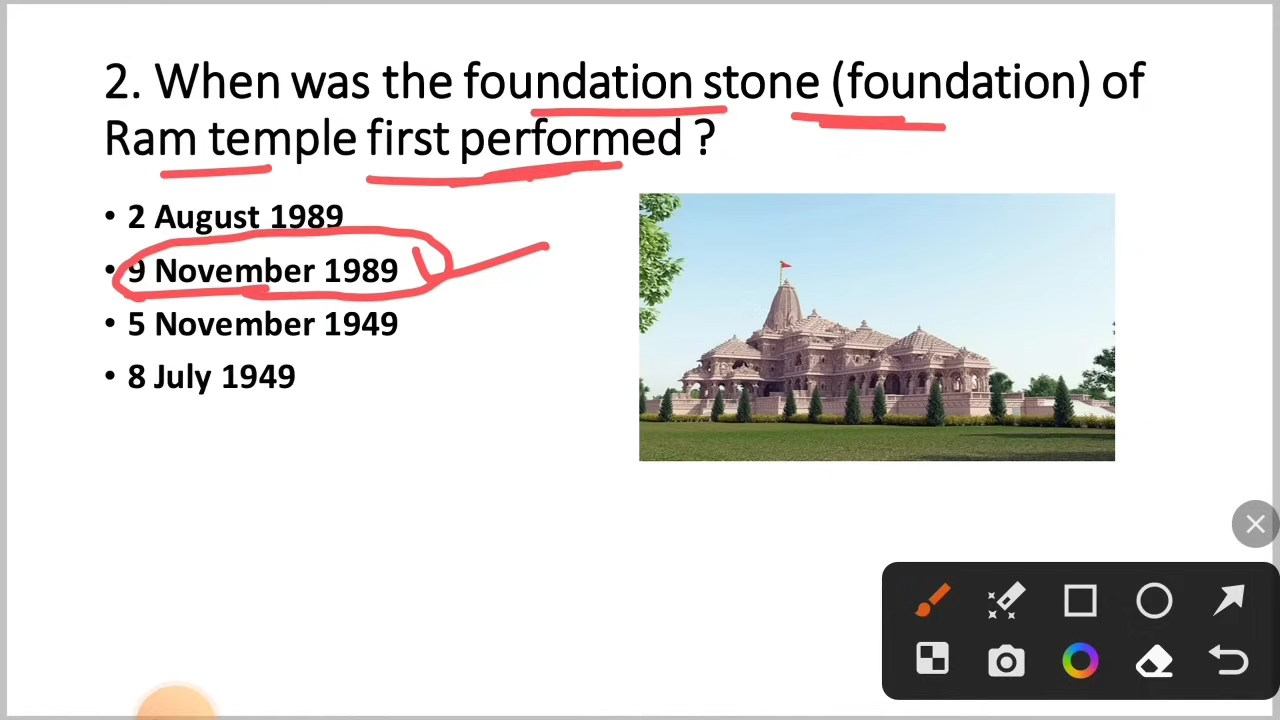 2. When was the foundation stone (foundation) of
Ram temple first performed ?
• 2 August 1989
• 9 November 1989
• 5 November 1949
• 8 July 1949